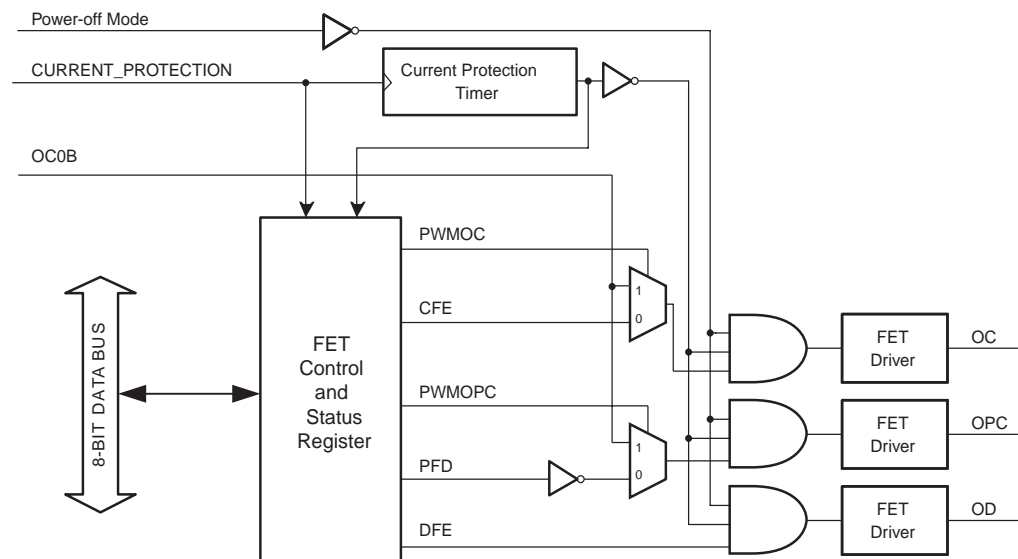 Power-off Mode
CURRENT_PROTECTION
Current Protection
Timer
OC0B
PWMOC
1
CFE
0
FET
Control
and
Status
Register
8-BIT DATA BUS
PWMOPC
1
PFD
0
DFE
FET
Driver
OC
FET
Driver
OPC
FET
Driver
OD